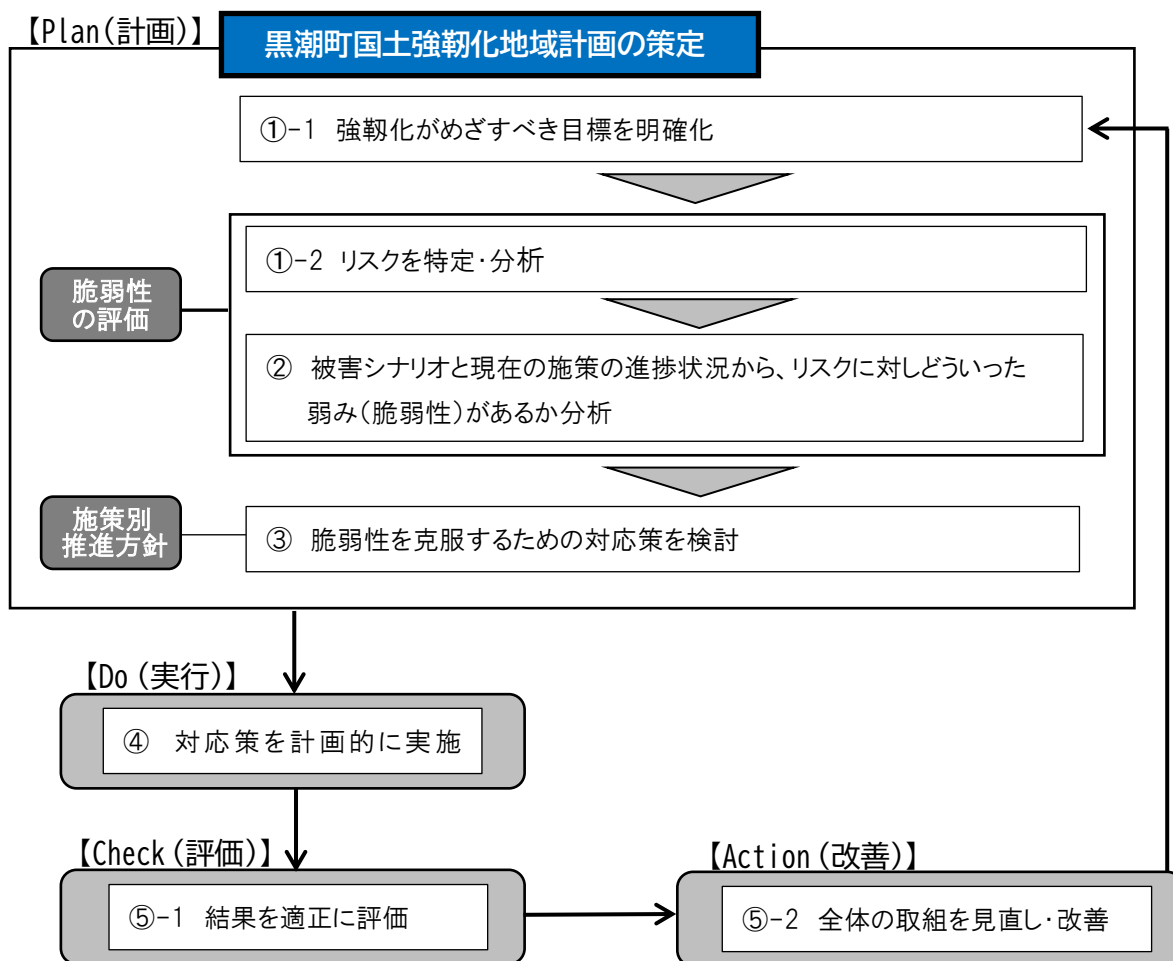 【Plan(計画)】
黒潮町国土強靭化地域計画の策定
①-1 強靱化がめざすべき目標を明確化
脆弱性
の評価
①-2 リスクを特定・分析
② 被害シナリオと現在の施策の進捗状況から、リスクに対しどういった
弱み(脆弱性)があるか分析
施策別
推進方針
③ 脆弱性を克服するための対応策を検討
【Do(実行)】
④ 対応策を計画的に実施
【Check(評価)】
⑤-1 結果を適正に評価
【Action(改善)】
⑤-2 全体の取組を見直し・改善